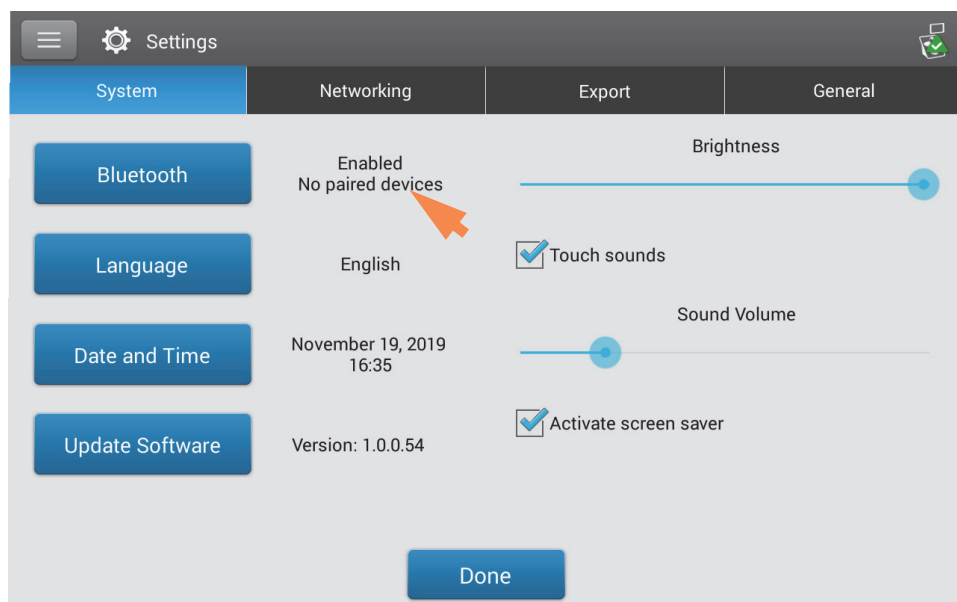 Settings
System
Networking
Export
General
Bluetooth
Enabled
No paired devices
Brightness
Language
English
Touch sounds
Sound Volume
Date and Time
November 19, 2019
16:35
Activate screen saver
Update Software
Version: 1.0.0.54
Done